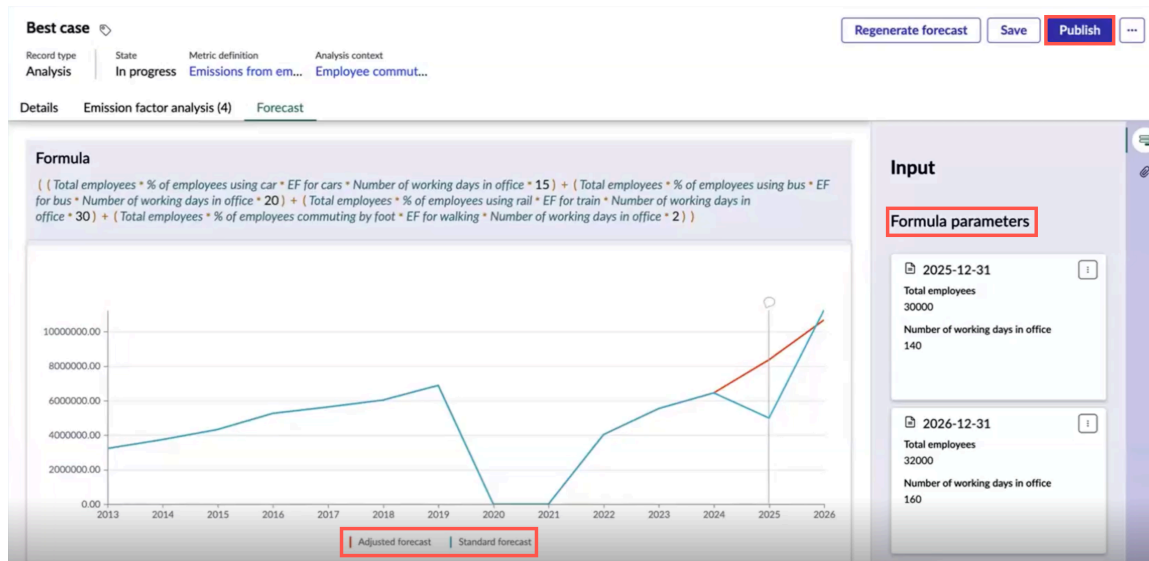 Best case
Regenerate forecast
Save
Publish
...
Record type
State
Metric definition
Analysis context
Analysis
In progress
Emissions from em...
Employee commut...
Details
Emission factor analysis (4)
Forecast
Formula
( ( Total employees * % of employees using car * EF for cars * Number of working days in office * 15 ) + ( Total employees * % of employees using bus * EF
for bus * Number of working days in office * 20 ) + ( Total employees * % of employees using rail * EF for train * Number of working days in
office * 30 ) + ( Total employees * % of employees commuting by foot * EF for walking * Number of working days in office * 2 ) )
10000000.00
8000000.00
6000000.00
4000000.00
2000000.00
0.00
2013 2014 2015 2016 2017 2018 2019 2020 2021 2022 2023 2024 2025 2026
Adjusted forecast
Standard forecast
Input
Formula parameters
2025-12-31
Total employees
30000
Number of working days in office
140
2026-12-31
Total employees
32000
Number of working days in office
160